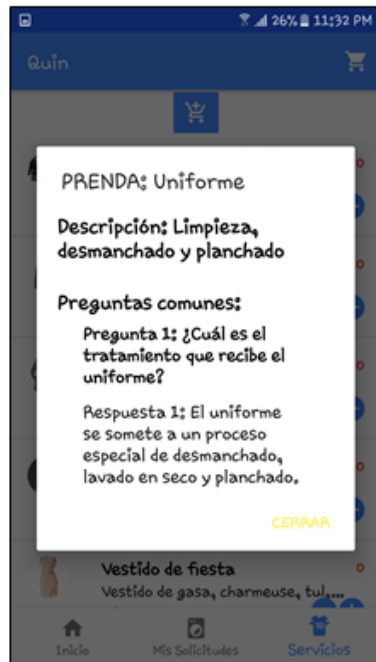 26% 11:32 PM
Quin
PRENDA: Uniforme
Descripción: Limpieza,
desmanchado y planchado
Preguntas comunes:
Pregunta 1: ¿Cuál es el
tratamiento que recibe el
uniforme?
Respuesta 1: El uniforme
se somete a un proceso
especial de desmanchado,
lavado en seco y planchado.
CERRAR
Vestido de fiesta
Vestido de gasa, charmeuse, tul,...
Inicio Mis Solicitudes Servicios